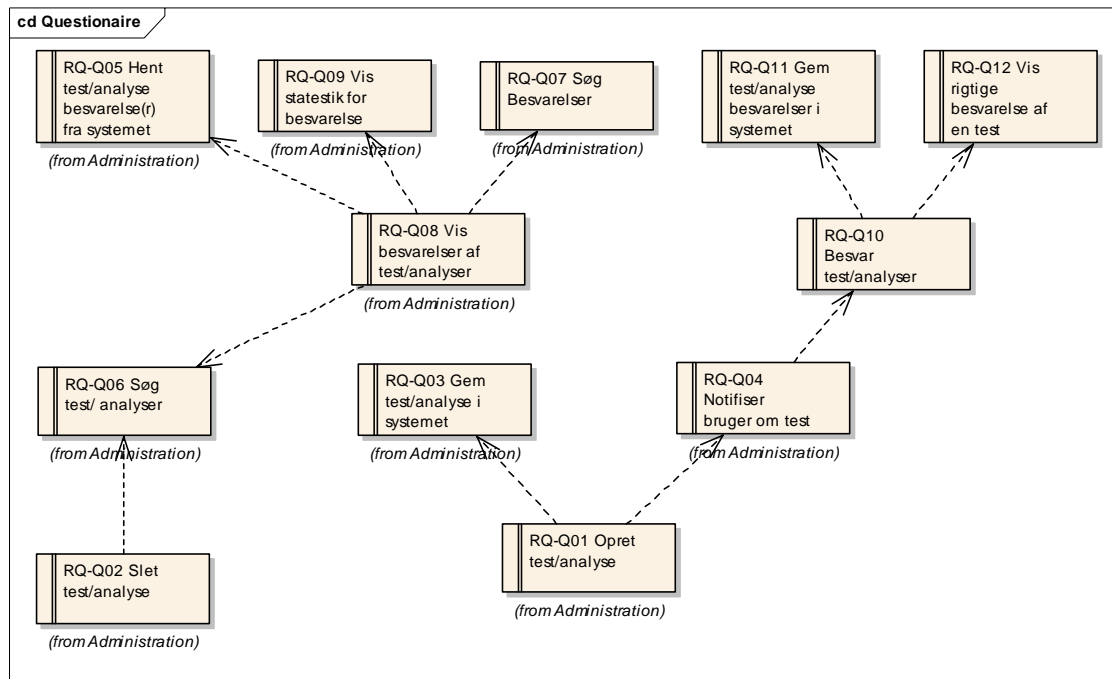 cd Questionaire
RQ-Q05 Hent
test/analyse
besvarelse(r)
fra systemet
(from Administration)
RQ-Q09 Vis
statestik for
besvarelse
(from Administration)
RQ-Q07 Søg
Besvarelser
(from Administration)
RQ-Q11 Gem
test/analyse
besvarelser i
systemet
RQ-Q12 Vis
rigtige
besvarelse af
en test
RQ-Q08 Vis
besvarelser af
test/analyser
(from Administration)
RQ-Q10
Besvar
test/analyser
RQ-Q06 Søg
test/ analyser
(from Administration)
RQ-Q03 Gem
test/analyse i
systemet
(from Administration)
RQ-Q04
Notifiser
bruger om test
(from Administration)
RQ-Q02 Slet
test/analyse
(from Administration)
RQ-Q01 Opret
test/analyse
(from Administration)